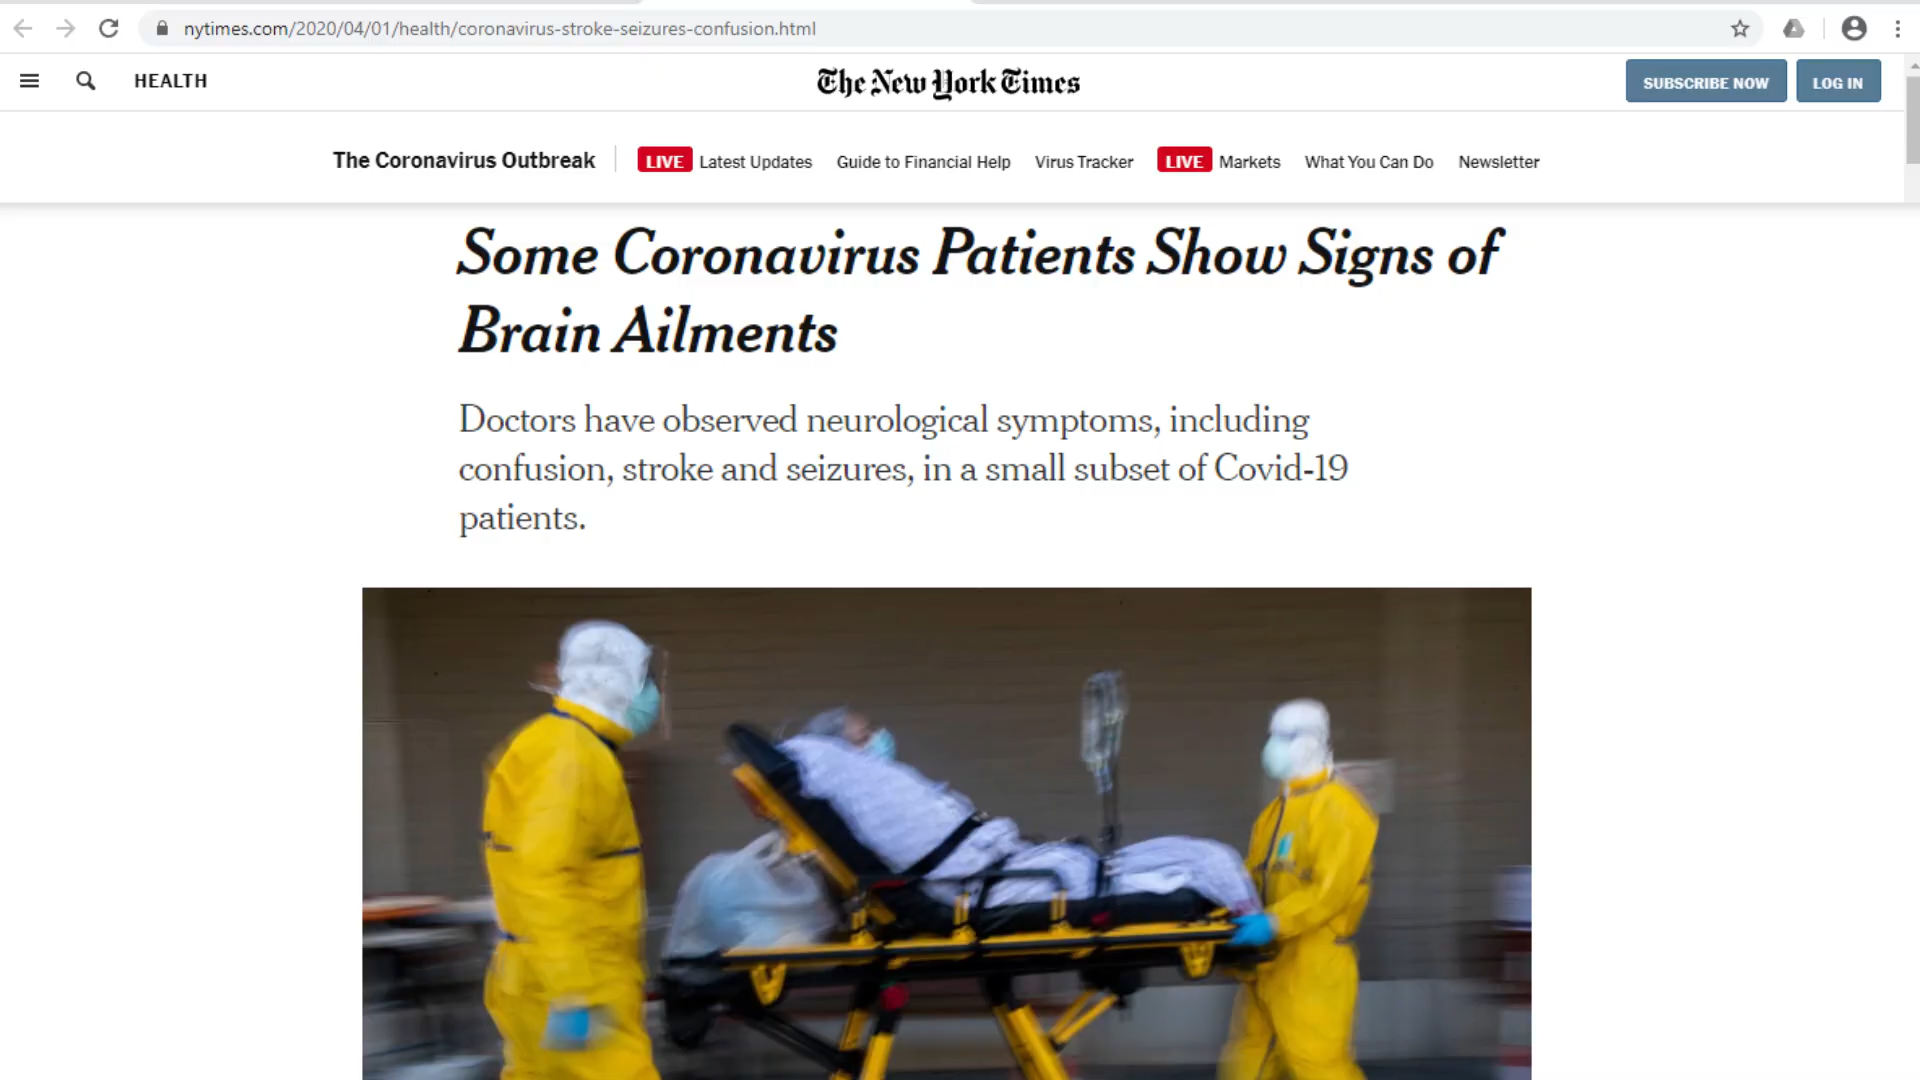 nytimes.com/2020/04/01/health/coronavirus-stroke-seizures-confusion.html
HEALTH
The New York Times
SUBSCRIBE NOW
LOG IN
The Coronavirus Outbreak
LIVE Latest Updates
Guide to Financial Help
Virus Tracker
LIVE Markets
What You Can Do
Newsletter
Some Coronavirus Patients Show Signs of
Brain Ailments
Doctors have observed neurological symptoms, including
confusion, stroke and seizures, in a small subset of Covid-19
patients.